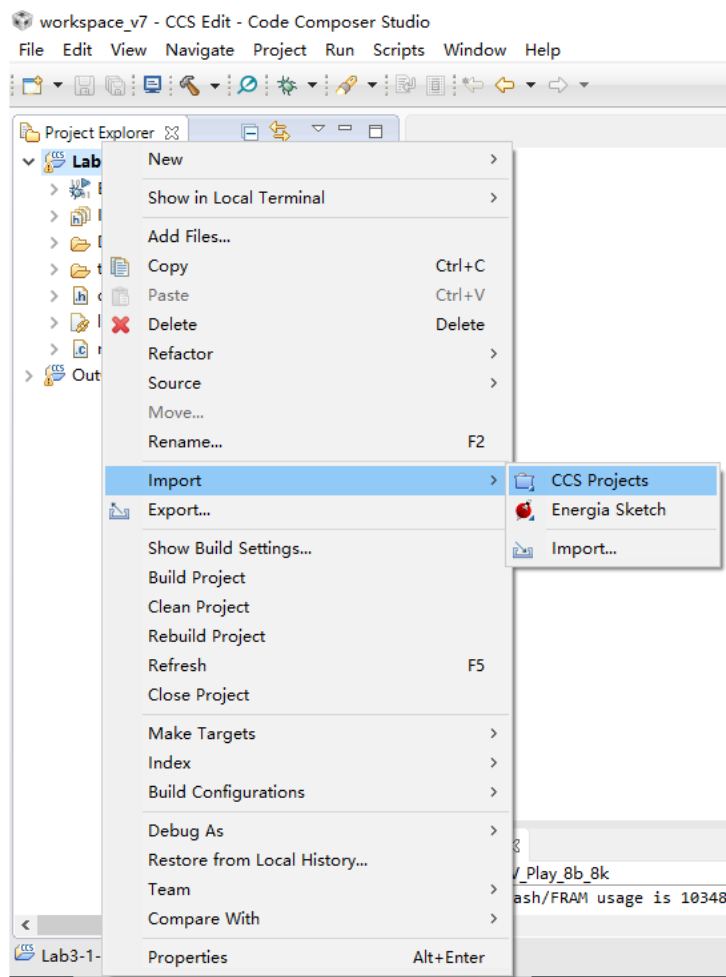 workspace_v7 - CCS Edit - Code Composer Studio
File Edit View Navigate Project Run Scripts Window Help
Project Explorer
Lab
New
Show in Local Terminal
Add Files...
Copy Ctrl+C
Paste Ctrl+V
Delete Delete
Refactor
Source
Out
Move...
Rename... F2
Import
CCS Projects
Export...
Energia Sketch
Show Build Settings...
Import...
Build Project
Clean Project
Rebuild Project
Refresh F5
Close Project
Make Targets
Index
Build Configurations
Debug As
Restore from Local History...
V_Play_8b_8k
Team
ash/FRAM usage is 10348
Compare With
Lab3-1-
Properties Alt+Enter